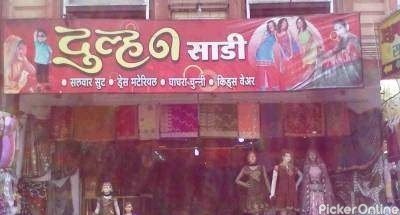 दुल्हन साडी
• सलवार सुट • ड्रेस मटेरियल • घाघरा-चुन्नी • किड्स वेअर
PickerOnline